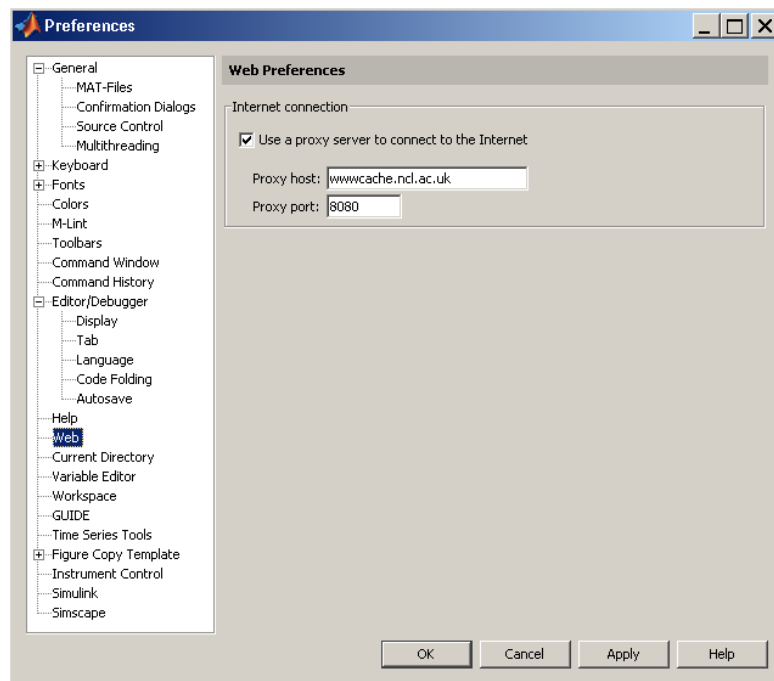 Preferences
General
MAT-Files
Confirmation Dialogs
Source Control
Multithreading
Keyboard
Fonts
Colors
M-Lint
Toolbars
Command Window
Command History
Editor/Debugger
Display
Tab
Language
Code Folding
Autosave
Help
Web
Current Directory
Variable Editor
Workspace
GUIDE
Time Series Tools
Figure Copy Template
Instrument Control
Simulink
Simscape
Web Preferences
Internet connection
Use a proxy server to connect to the Internet
Proxy host: wwwcache.ncl.ac.uk
Proxy port: 8080
OK Cancel Apply Help